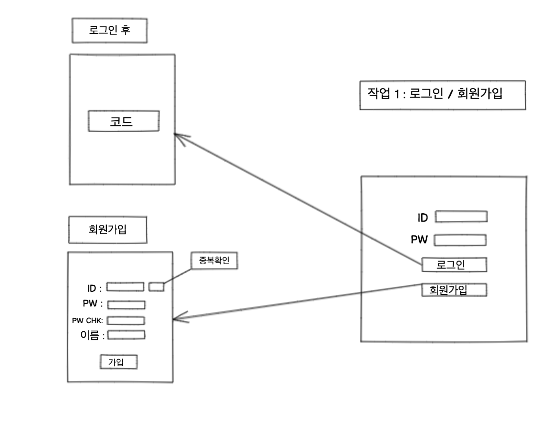 로그인 후
코드
작업 1 : 로그인 / 회원가입
ID
PW
로그인
회원가입
회원가입
중복확인
ID :
PW :
PW CHK:
이름 :
가입